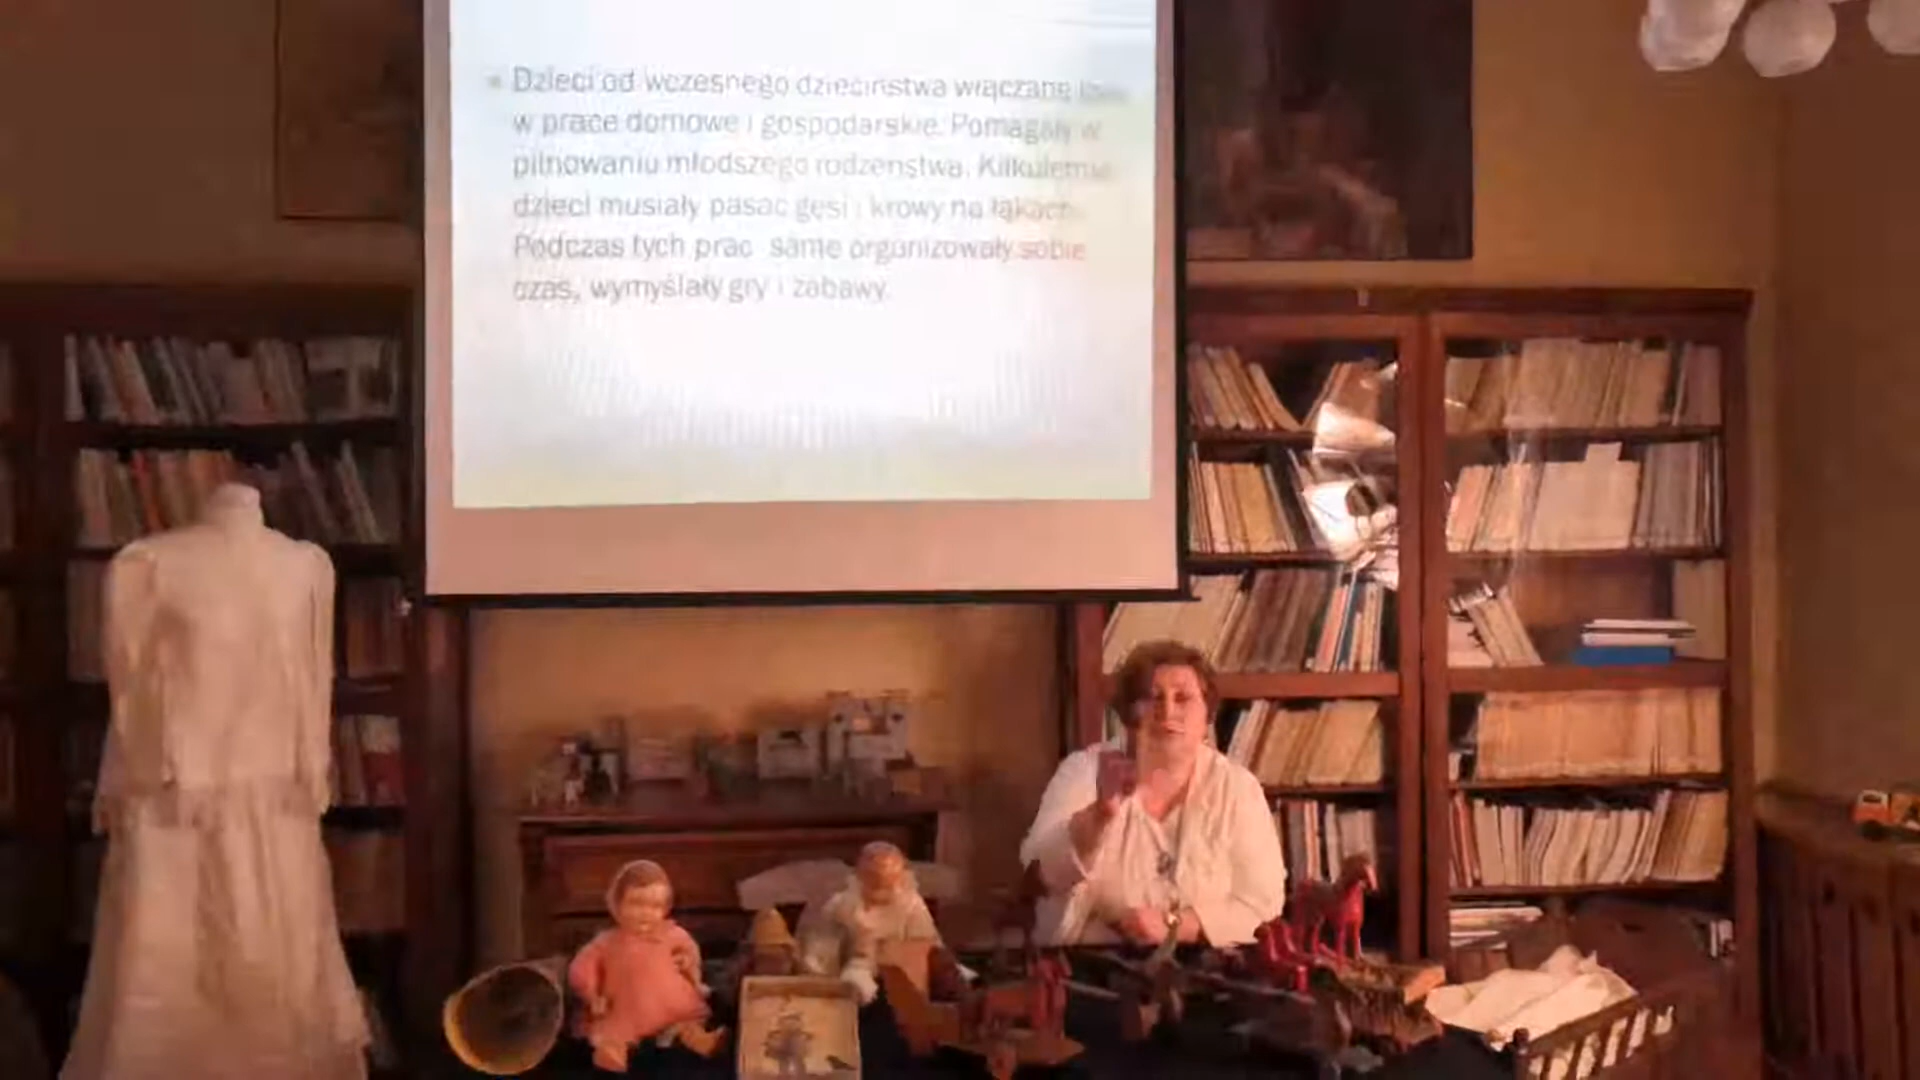 Dzieci od wczesnego dzieciństwa włączane
w prace domowe i gospodarskie. Pomagały w
pilnowaniu młodszego rodzeństwa. Kilkuletnie
dzieci musiały pasać gęsi i krowy na łąkach.
Podczas tych prac same organizowały sobie
czas, wymyślały gry i zabawy.